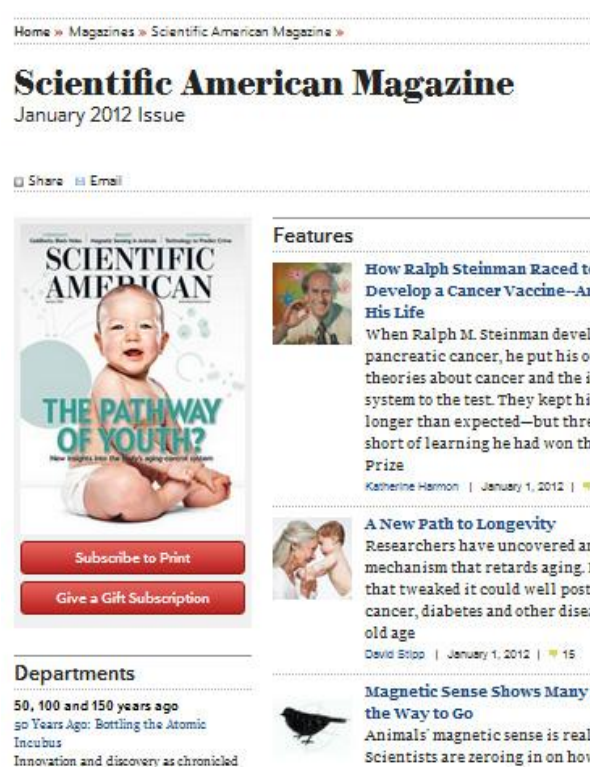 Home » Magazines » Scientific American Magazine »
Scientific American Magazine
January 2012 Issue
Share Email
SCIENTIFIC
AMERICAN
THE PATHWAY
OF YOUTH?
New insights into the body's aging-control system
Subscribe to Print
Give a Gift Subscription
Departments
50, 100 and 150 years ago
50 Years Ago: Bottling the Atomic
Incubus
Innovation and discovery as chronicled
Features
How Ralph Steinman Raced to
Develop a Cancer Vaccine--An
His Life
When Ralph M. Steinman devel
pancreatic cancer, he put his o
theories about cancer and the i
system to the test. They kept hi
longer than expected—but thre
short of learning he had won th
Prize
Katherine Harmon | January 1, 2012 |
A New Path to Longevity
Researchers have uncovered an
mechanism that retards aging.
that tweaked it could well post
cancer, diabetes and other dise
old age
David Stipp | January 1, 2012 | 15
Magnetic Sense Shows Many
the Way to Go
Animals' magnetic sense is real
Scientists are zeroing in on how